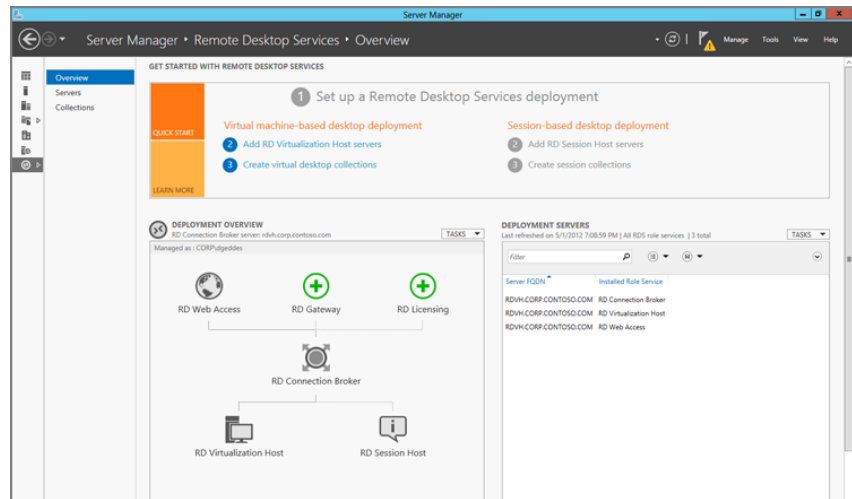 Server Manager
Server Manager • Remote Desktop Services • Overview
Manage Tools View Help
Overview
Servers
Collections
GET STARTED WITH REMOTE DESKTOP SERVICES
1 Set up a Remote Desktop Services deployment
QUICK START
LEARN MORE
Virtual machine-based desktop deployment
2 Add RD Virtualization Host servers
3 Create virtual desktop collections
Session-based desktop deployment
2 Add RD Session Host servers
3 Create session collections
DEPLOYMENT OVERVIEW
RD Connection Broker server: rdvh.corp.contoso.com
TASKS
Managed as : CORP\dgeddes
RD Web Access
RD Gateway
RD Licensing
RD Connection Broker
RD Virtualization Host
RD Session Host
DEPLOYMENT SERVERS
Last refreshed on 5/1/2012 7:08:59 PM | All RDS role services | 3 total
TASKS
Filter
Server FQDN Installed Role Service
RDVH.CORP.CONTOSO.COM RD Connection Broker
RDVH.CORP.CONTOSO.COM RD Virtualization Host
RDVH.CORP.CONTOSO.COM RD Web Access